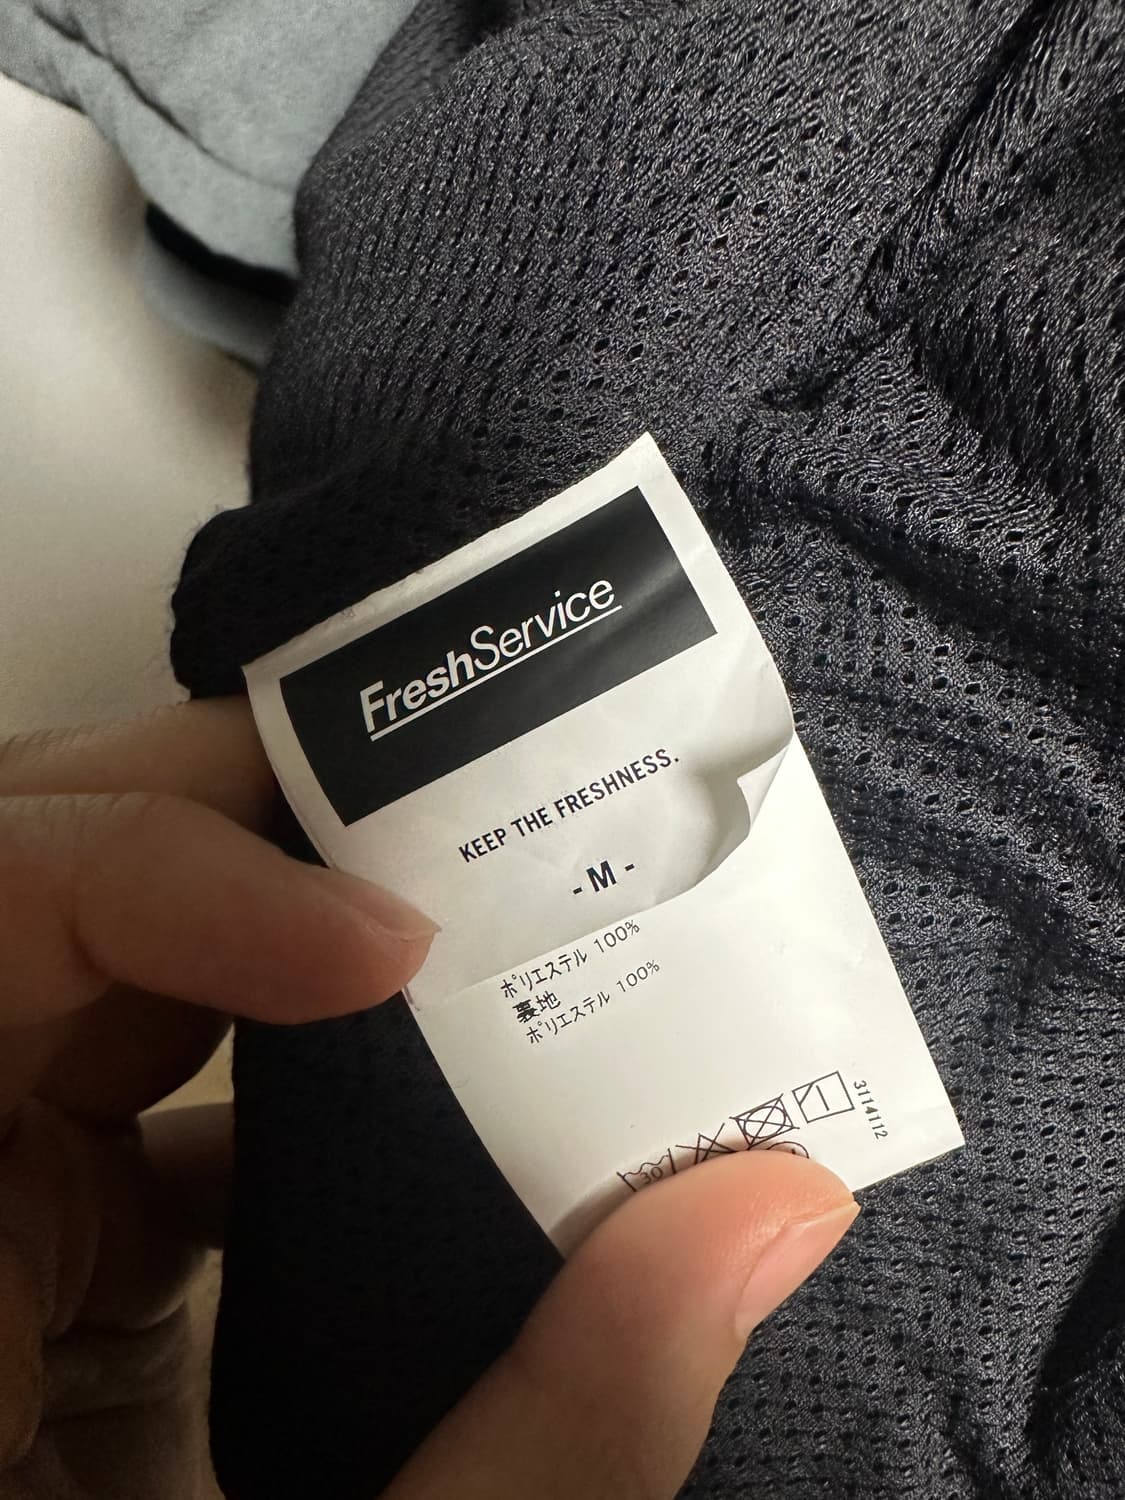 FreshService
KEEP THE FRESHNESS.
- M -
ポリエステル 100%
裏地
ポリエステル 100%
30
3114112